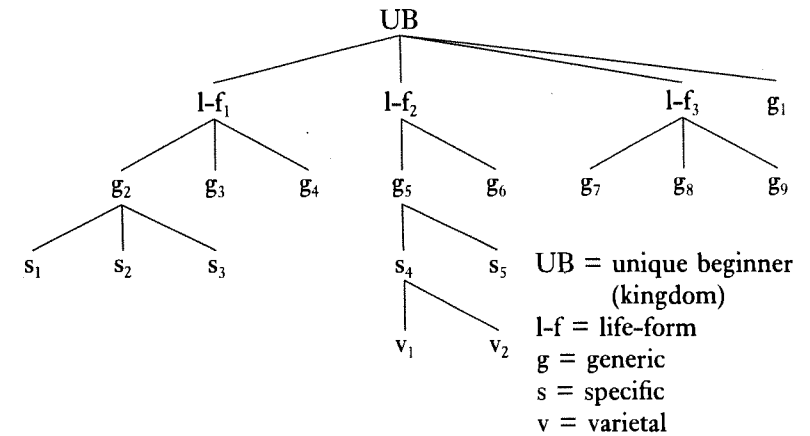 UB
l-f₁ l-f₂ l-f₃ g₁
g₂ g₃ g₄ g₅ g₆ g₇ g₈ g₉
s₁ s₂ s₃ s₄ s₅ UB = unique beginner
(kingdom)
l-f = life-form
v₁ v₂ g = generic
s = specific
v = varietal